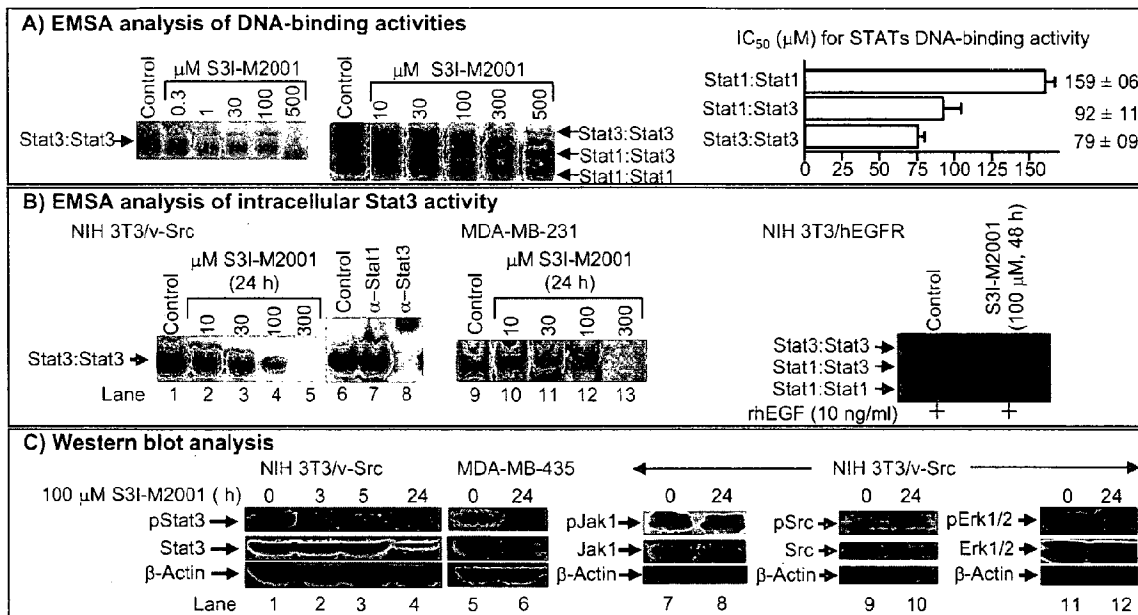 A) EMSA analysis of DNA-binding activities
Control
µM S3I-M2001
0.3
1
30
100
500
Stat3:Stat3
Control
µM S3I-M2001
10
30
100
300
500
Stat3:Stat3
Stat1:Stat3
Stat1:Stat1
IC50 (µM) for STATs DNA-binding activity
Stat1:Stat1 159 ± 06
Stat1:Stat3 92 ± 11
Stat3:Stat3 79 ± 09
0 25 50 75 100 125 150
B) EMSA analysis of intracellular Stat3 activity
NIH 3T3/v-Src
Control
µM S3I-M2001
(24 h)
10
30
100
300
Control
α–Stat1
α–Stat3
Stat3:Stat3
Lane 1 2 3 4 5 6 7 8
MDA-MB-231
Control
µM S3I-M2001
(24 h)
10
30
100
300
9 10 11 12 13
NIH 3T3/hEGFR
Control
S3I-M2001
(100 µM, 48 h)
Stat3:Stat3
Stat1:Stat3
Stat1:Stat1
rhEGF (10 ng/ml) + +
C) Western blot analysis
NIH 3T3/v-Src MDA-MB-435 NIH 3T3/v-Src
100 µM S3I-M2001 ( h) 0 3 5 24 0 24 0 24 0 24 0 24
pStat3 pJak1 pSrc pErk1/2
Stat3 Jak1 Src Erk1/2
β-Actin β-Actin β-Actin β-Actin
Lane 1 2 3 4 5 6 7 8 9 10 11 12